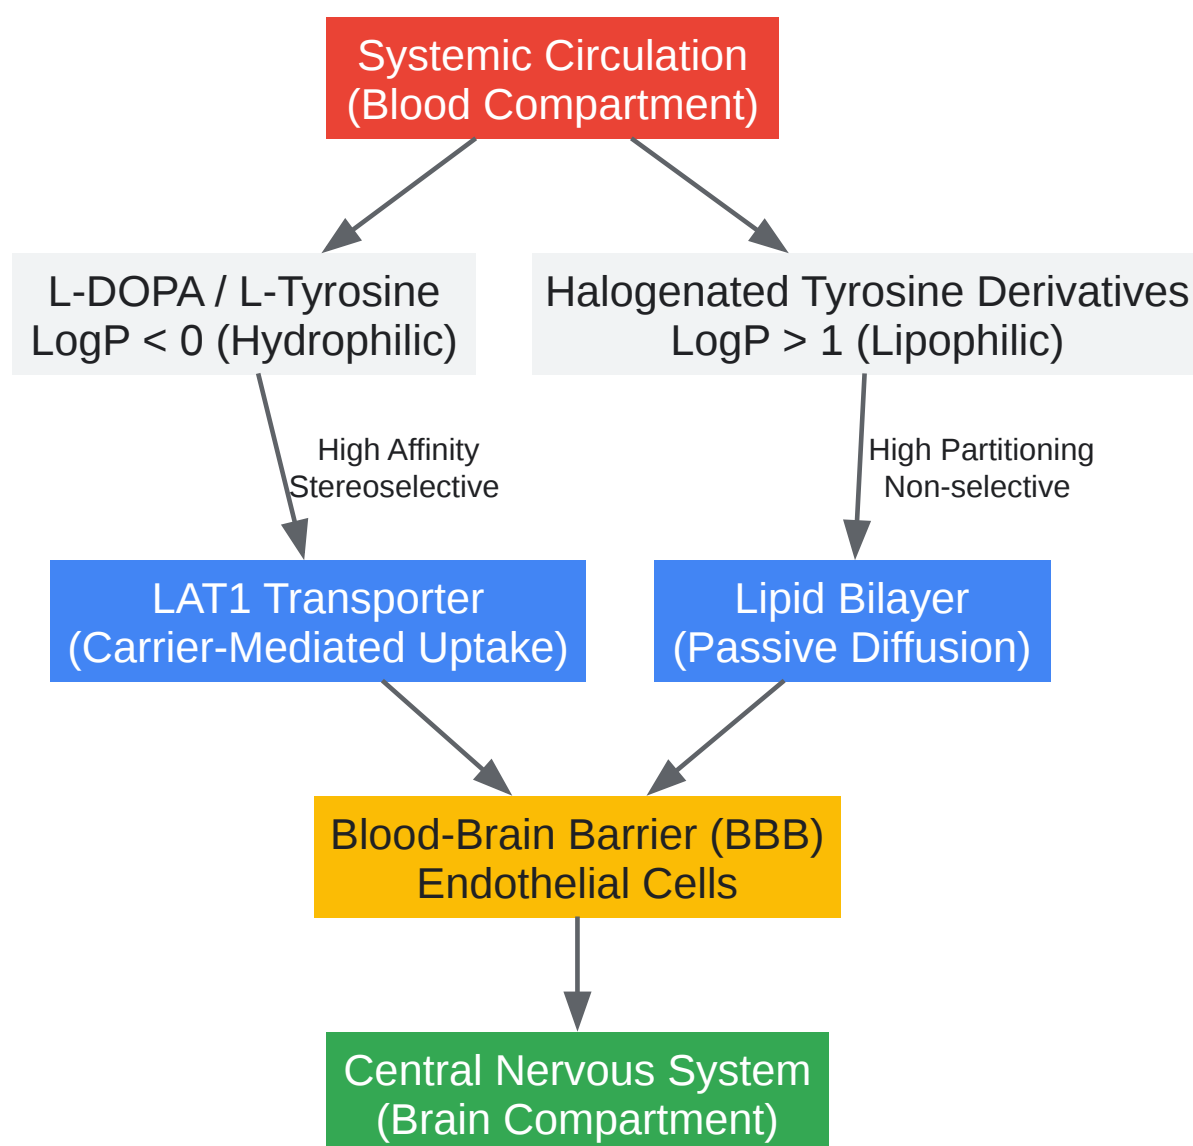 Systemic Circulation
(Blood Compartment)
L-DOPA / L-Tyrosine
LogP < 0 (Hydrophilic)
Halogenated Tyrosine Derivatives
LogP > 1 (Lipophilic)
High Affinity
Stereoselective
High Partitioning
Non-selective
LAT1 Transporter
(Carrier-Mediated Uptake)
Lipid Bilayer
(Passive Diffusion)
Blood-Brain Barrier (BBB)
Endothelial Cells
Central Nervous System
(Brain Compartment)